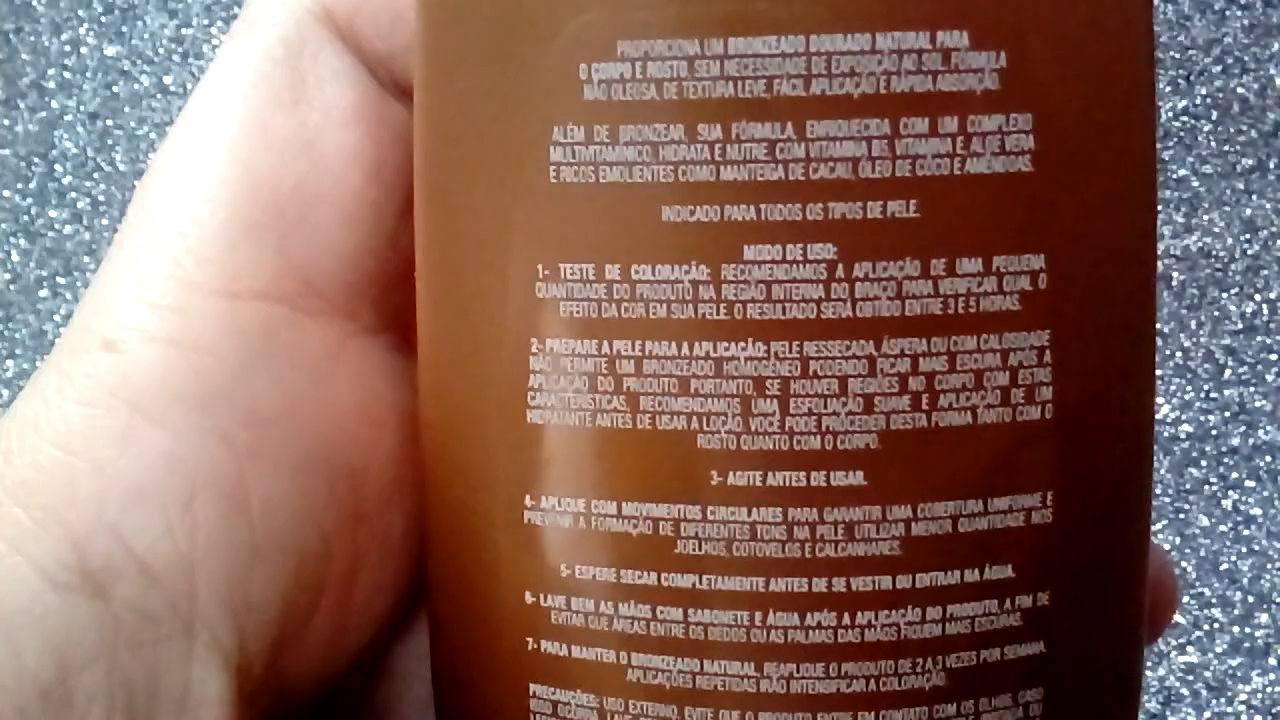 PROPORCIONA UM BRONZEADO DOURADO NATURAL PARA
O CORPO E ROSTO, SEM NECESSIDADE DE EXPOSIÇÃO AO SOL. FÓRMULA
NÃO OLEOSA, DE TEXTURA LEVE, FÁCIL APLICAÇÃO E RÁPIDA ABSORÇÃO.
ALÉM DE BRONZEAR, SUA FÓRMULA, ENRIQUECIDA COM UM COMPLEXO
MULTIVITAMÍNICO, HIDRATA E NUTRE. COM VITAMINA B5, VITAMINA E, ALOE VERA
E RICOS EMOLIENTES COMO MANTEIGA DE CACAU, ÓLEO DE COCO E AMÊNDOAS.
INDICADO PARA TODOS OS TIPOS DE PELE.
MODO DE USO:
1- TESTE DE COLORAÇÃO: RECOMENDAMOS A APLICAÇÃO DE UMA PEQUENA
QUANTIDADE DO PRODUTO NA REGIÃO INTERNA DO BRAÇO PARA VERIFICAR QUAL O
EFEITO DA COR EM SUA PELE. O RESULTADO SERÁ OBTIDO ENTRE 3 E 5 HORAS.
2- PREPARE A PELE PARA A APLICAÇÃO: PELE RESSECADA, ÁSPERA OU COM CALOSIDADE
NÃO PERMITE UM BRONZEADO HOMOGÊNEO PODENDO FICAR MAIS ESCURA APÓS A
APLICAÇÃO DO PRODUTO. PORTANTO, SE HOUVER REGIÕES NO CORPO COM ESTAS
CARACTERÍSTICAS, RECOMENDAMOS UMA ESFOLIAÇÃO SUAVE E APLICAÇÃO DE UM
HIDRATANTE ANTES DE USAR A LOÇÃO. VOCÊ PODE PROCEDER DESTA FORMA TANTO COM O
ROSTO QUANTO COM O CORPO.
3- AGITE ANTES DE USAR.
4- APLIQUE COM MOVIMENTOS CIRCULARES PARA GARANTIR UMA COBERTURA UNIFORME E
PREVENIR A FORMAÇÃO DE DIFERENTES TONS NA PELE. UTILIZAR MENOR QUANTIDADE NOS
JOELHOS, COTOVELOS E CALCANHARES.
5- ESPERE SECAR COMPLETAMENTE ANTES DE SE VESTIR OU ENTRAR NA ÁGUA.
6- LAVE BEM AS MÃOS COM SABONETE E ÁGUA APÓS A APLICAÇÃO DO PRODUTO, A FIM DE
EVITAR QUE ÁREAS ENTRE OS DEDOS OU AS PALMAS DAS MÃOS FIQUEM MAIS ESCURAS.
7- PARA MANTER O BRONZEADO NATURAL, REAPLIQUE O PRODUTO DE 2 A 3 VEZES POR SEMANA.
APLICAÇÕES REPETIDAS IRÃO INTENSIFICAR A COLORAÇÃO.
PRECAUÇÕES: USO EXTERNO. EVITE QUE O PRODUTO ENTRE EM CONTATO COM OS OLHOS. CASO
ISSO OCORRA, LAVE